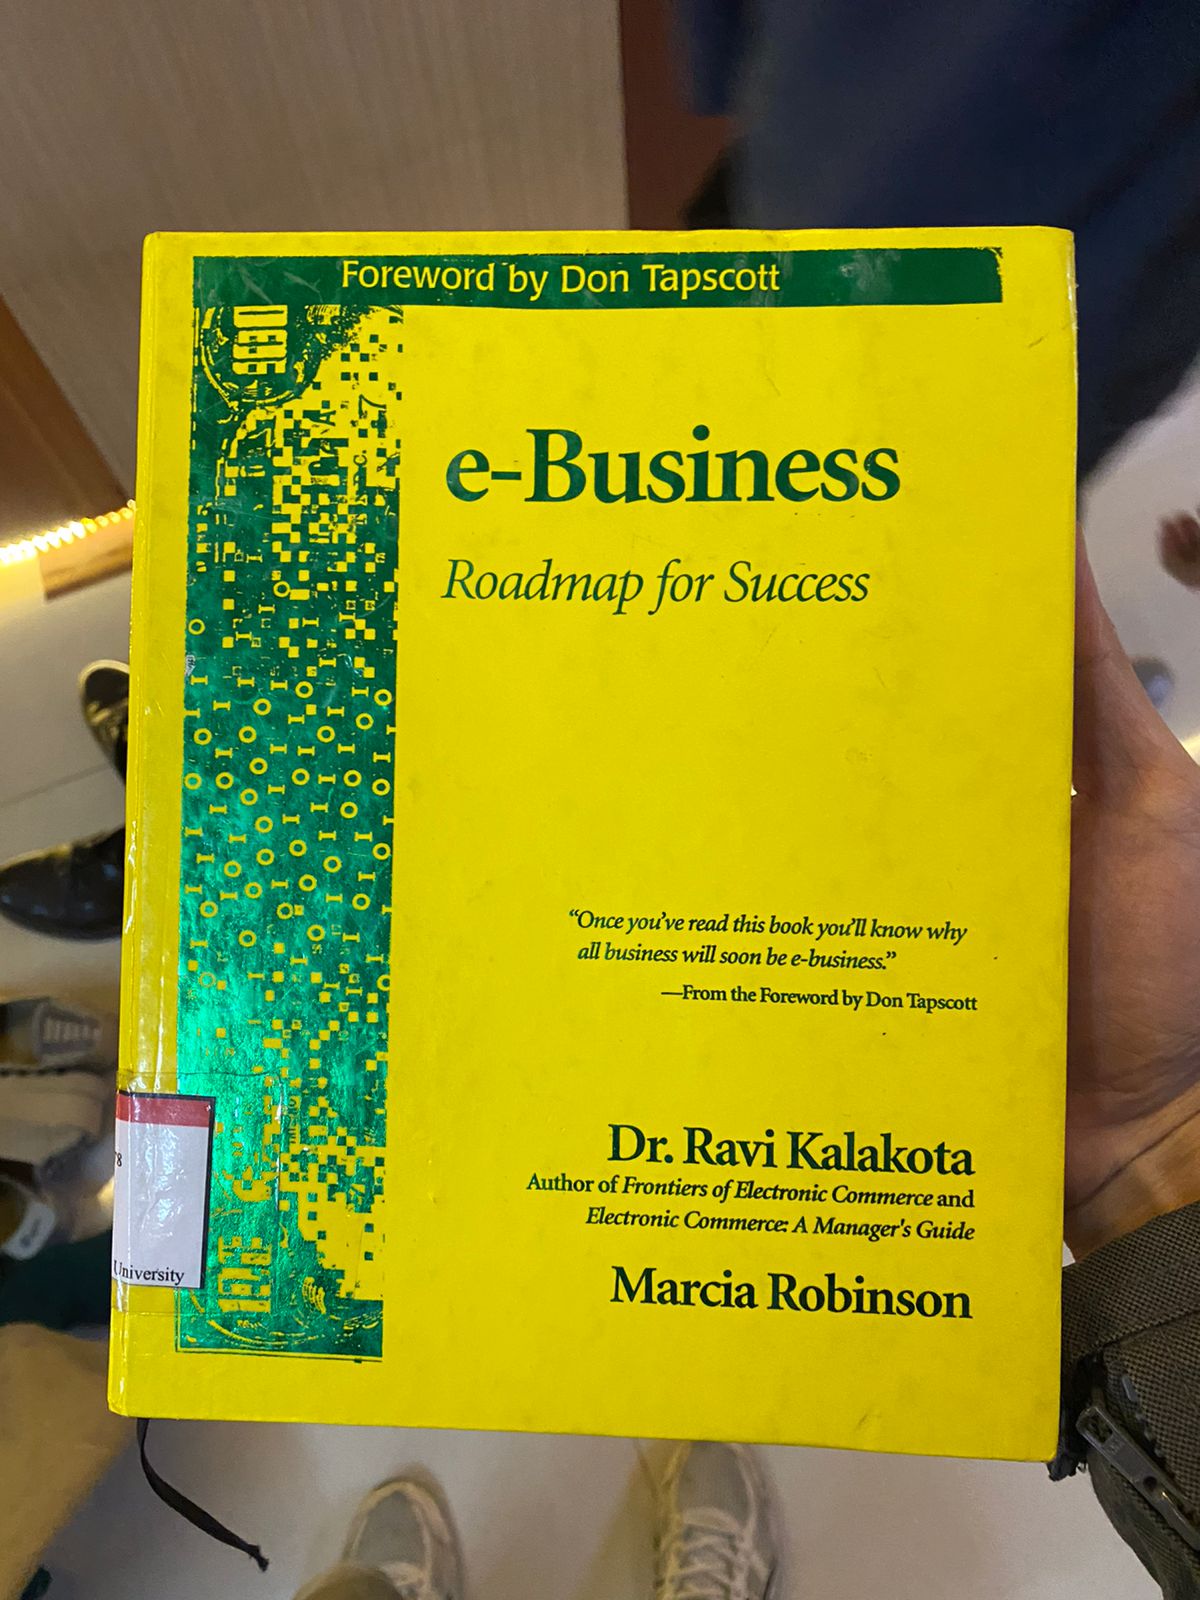 Foreword by Don Tapscott
e-Business
Roadmap for Success
“Once you’ve read this book you’ll know why
all business will soon be e-business.”
—From the Foreword by Don Tapscott
Dr. Ravi Kalakota
Author of Frontiers of Electronic Commerce and
Electronic Commerce: A Manager's Guide
Marcia Robinson
University